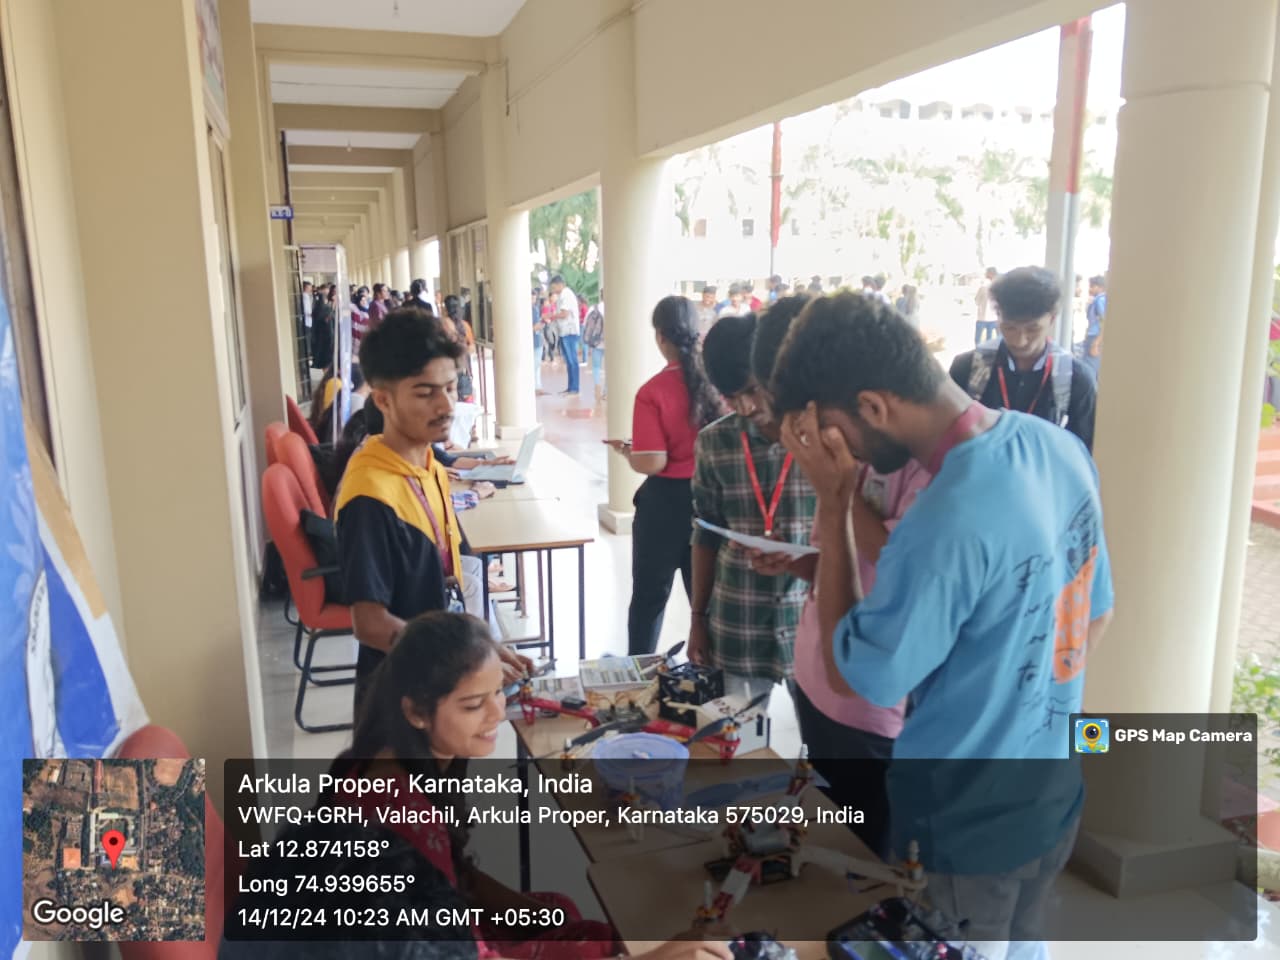 GPS Map Camera
Arkula Proper, Karnataka, India
VWFQ+GRH, Valachil, Arkula Proper, Karnataka 575029, India
Lat 12.874158°
Long 74.939655°
14/12/24 10:23 AM GMT +05:30
Google